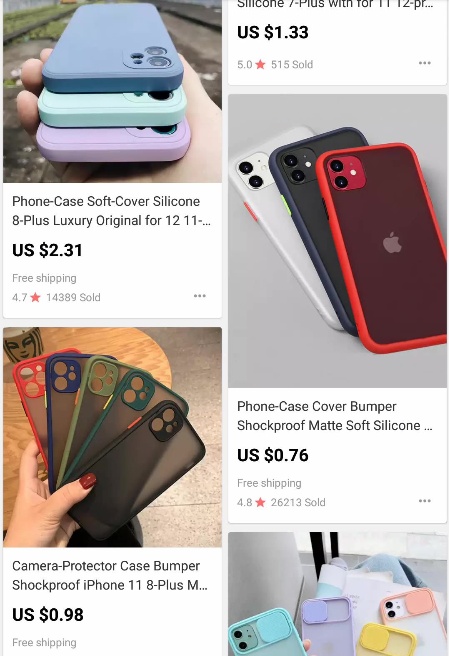 Phone-Case Soft-Cover Silicone
8-Plus Luxury Original for 12 11-...
US $2.31
Free shipping
4.7 14389 Sold
Camera-Protector Case Bumper
Shockproof iPhone 11 8-Plus M...
US $0.98
Free shipping
Silicone 7-Plus with for 11 12-pr...
US $1.33
5.0 515 Sold
Phone-Case Cover Bumper
Shockproof Matte Soft Silicone ...
US $0.76
Free shipping
4.8 26213 Sold